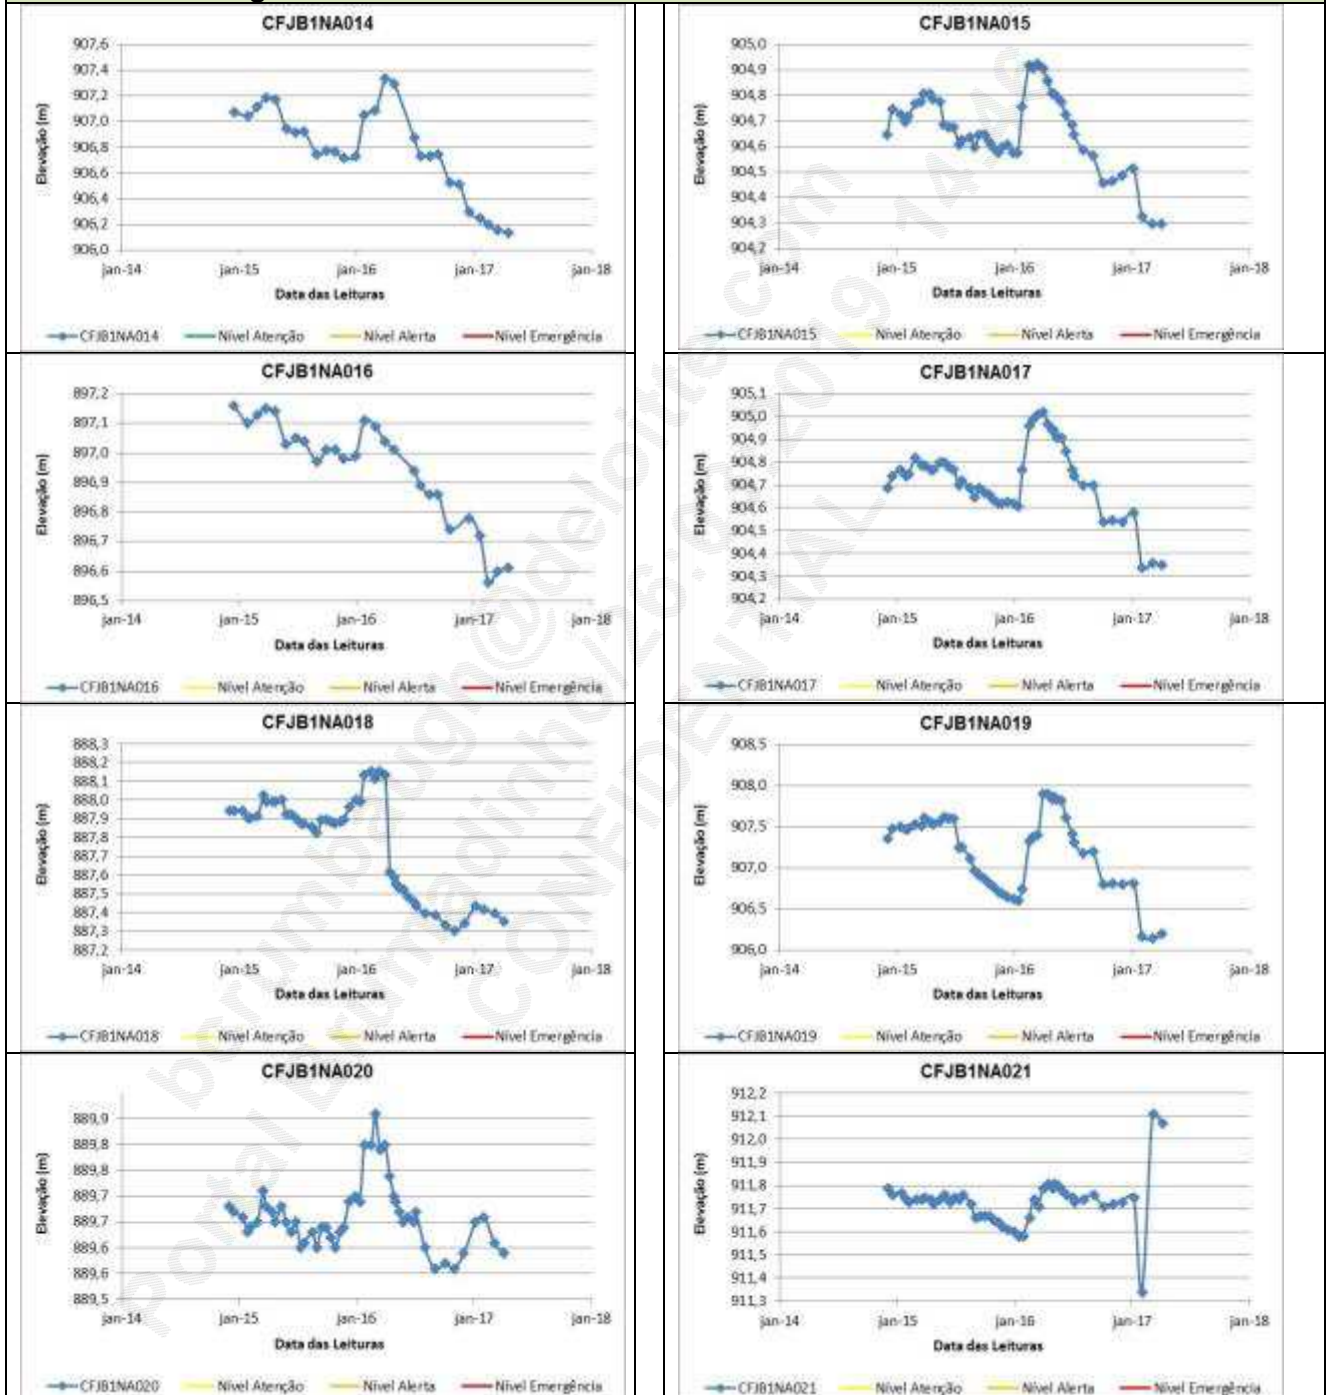 CFJB1NA014
Elevação (m)
907,6
907,4
907,2
907,0
906,8
906,6
906,4
906,2
906,0
jan-14 jan-15 jan-16 jan-17 jan-18
Data das Leituras
CFJB1NA014 Nível Atenção Nível Alerta Nível Emergência
CFJB1NA015
Elevação (m)
905,0
904,9
904,8
904,7
904,6
904,5
904,4
904,3
904,2
jan-14 jan-15 jan-16 jan-17 jan-18
Data das Leituras
CFJB1NA015 Nível Atenção Nível Alerta Nível Emergência
CFJB1NA016
Elevação (m)
897,2
897,1
897,0
896,9
896,8
896,7
896,6
896,5
jan-14 jan-15 jan-16 jan-17 jan-18
Data das Leituras
CFJB1NA016 Nível Atenção Nível Alerta Nível Emergência
CFJB1NA017
Elevação (m)
905,1
905,0
904,9
904,8
904,7
904,6
904,5
904,4
904,3
904,2
jan-14 jan-15 jan-16 jan-17 jan-18
Data das Leituras
CFJB1NA017 Nível Atenção Nível Alerta Nível Emergência
CFJB1NA018
Elevação (m)
888,3
888,2
888,1
888,0
887,9
887,8
887,7
887,6
887,5
887,4
887,3
887,2
jan-14 jan-15 jan-16 jan-17 jan-18
Data das Leituras
CFJB1NA018 Nível Atenção Nível Alerta Nível Emergência
CFJB1NA019
Elevação (m)
908,5
908,0
907,5
907,0
906,5
906,0
jan-14 jan-15 jan-16 jan-17 jan-18
Data das Leituras
CFJB1NA019 Nível Atenção Nível Alerta Nível Emergência
CFJB1NA020
Elevação (m)
889,9
889,8
889,8
889,7
889,7
889,6
889,6
889,5
jan-14 jan-15 jan-16 jan-17 jan-18
Data das Leituras
CFJB1NA020 Nível Atenção Nível Alerta Nível Emergência
CFJB1NA021
Elevação (m)
912,2
912,1
912,0
911,9
911,8
911,7
911,6
911,5
911,4
911,3
jan-14 jan-15 jan-16 jan-17 jan-18
Data das Leituras
CFJB1NA021 Nível Atenção Nível Alerta Nível Emergência
CONFIDENTIAL